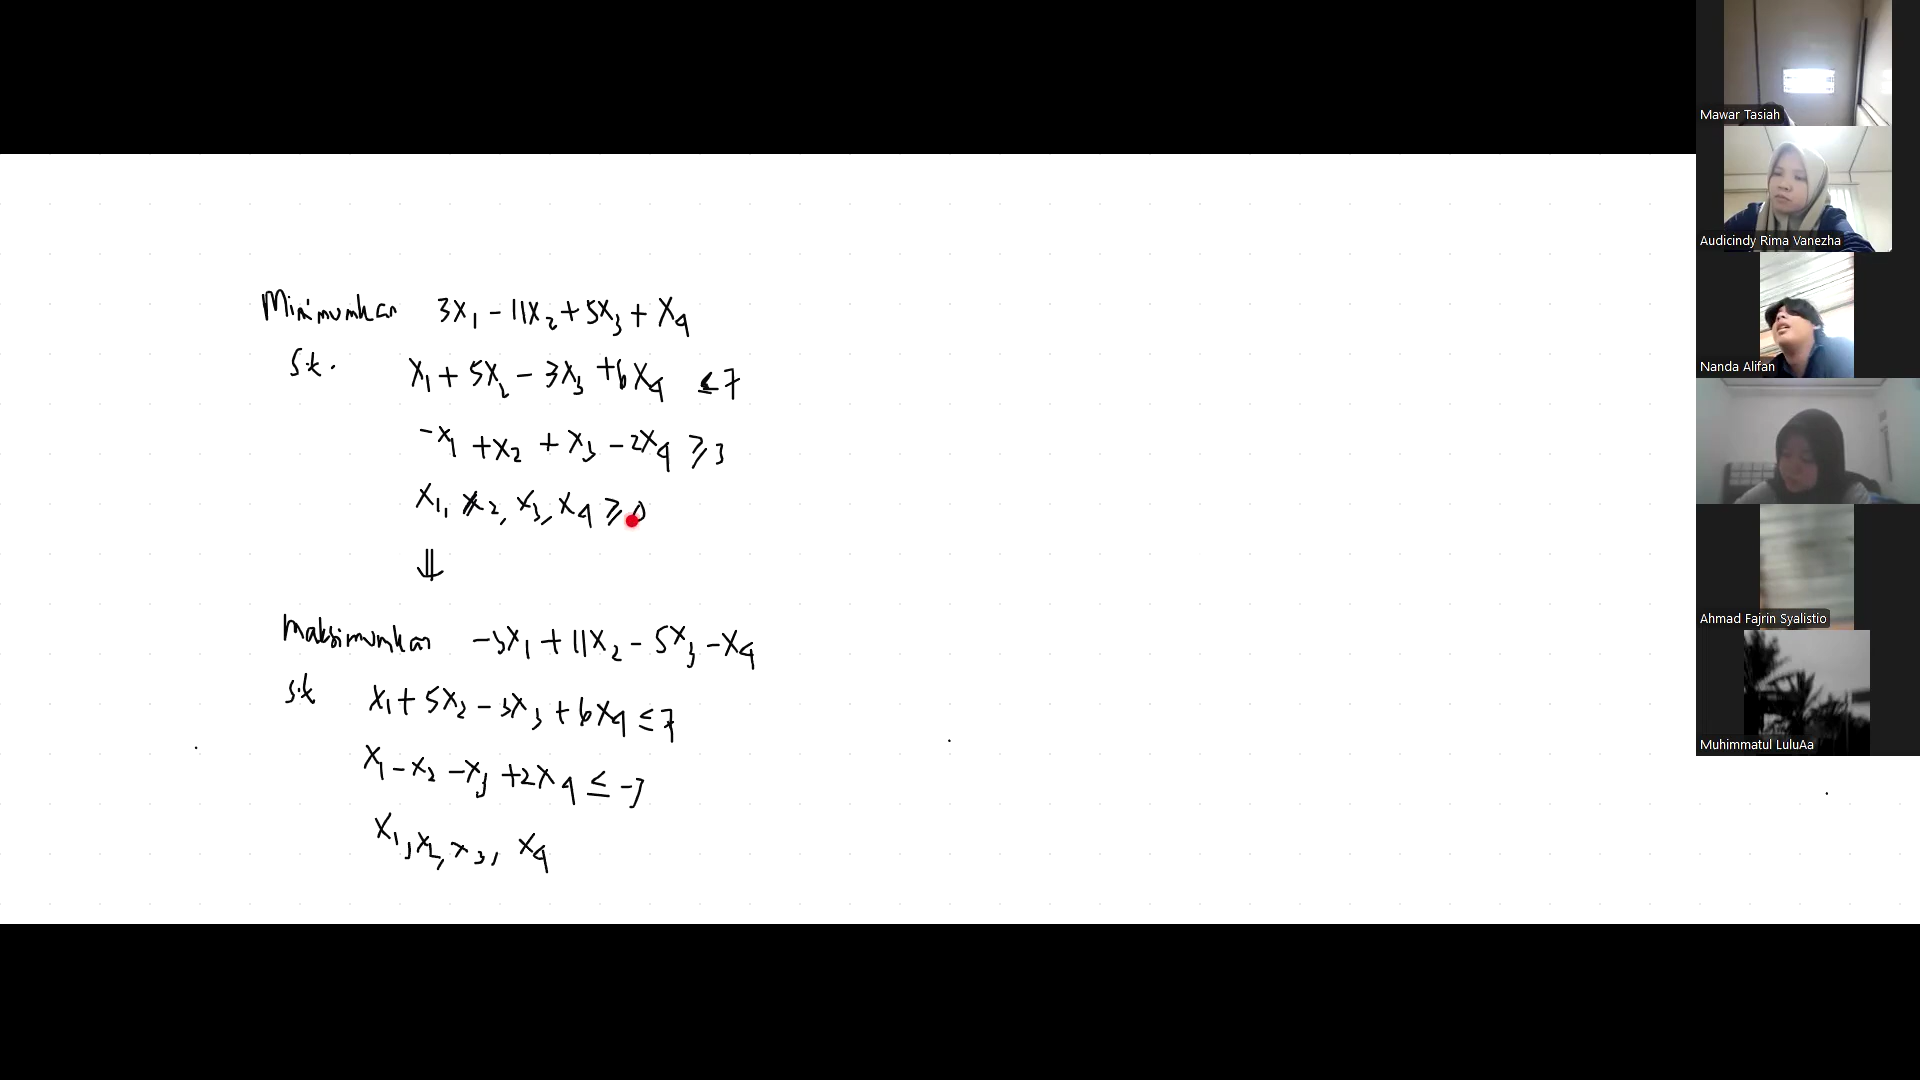 Minimumkan 3x₁ - 11x₂ + 5x₃ + x₄
s.t. x₁ + 5x₂ - 3x₃ + 6x₄ ≤ 7
-x₁ + x₂ + x₃ - 2x₄ ≥ 3
x₁, x₂, x₃, x₄ ≥ 0
⇓
Maksimumkan -3x₁ + 11x₂ - 5x₃ - x₄
s.t x₁ + 5x₂ - 3x₃ + 6x₄ ≤ 7
x₁ - x₂ - x₃ + 2x₄ ≤ -3
x₁, x₂, x₃, x₄
Mawar Tasiah
Audicindy Rima Vanezha
Nanda Alifan
Ahmad Fajrin Syalistio
Muhimmatul LuluAa